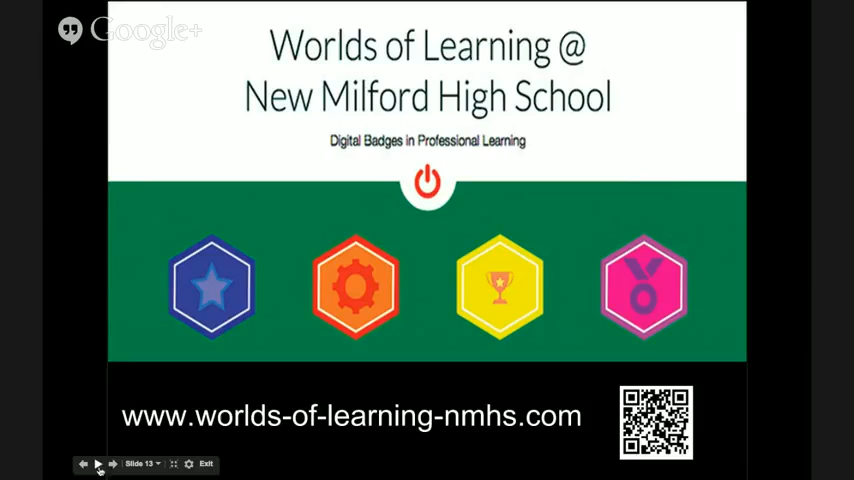 Google+
Worlds of Learning @
New Milford High School
Digital Badges in Professional Learning
www.worlds-of-learning-nmhs.com
Slide 13
Exit